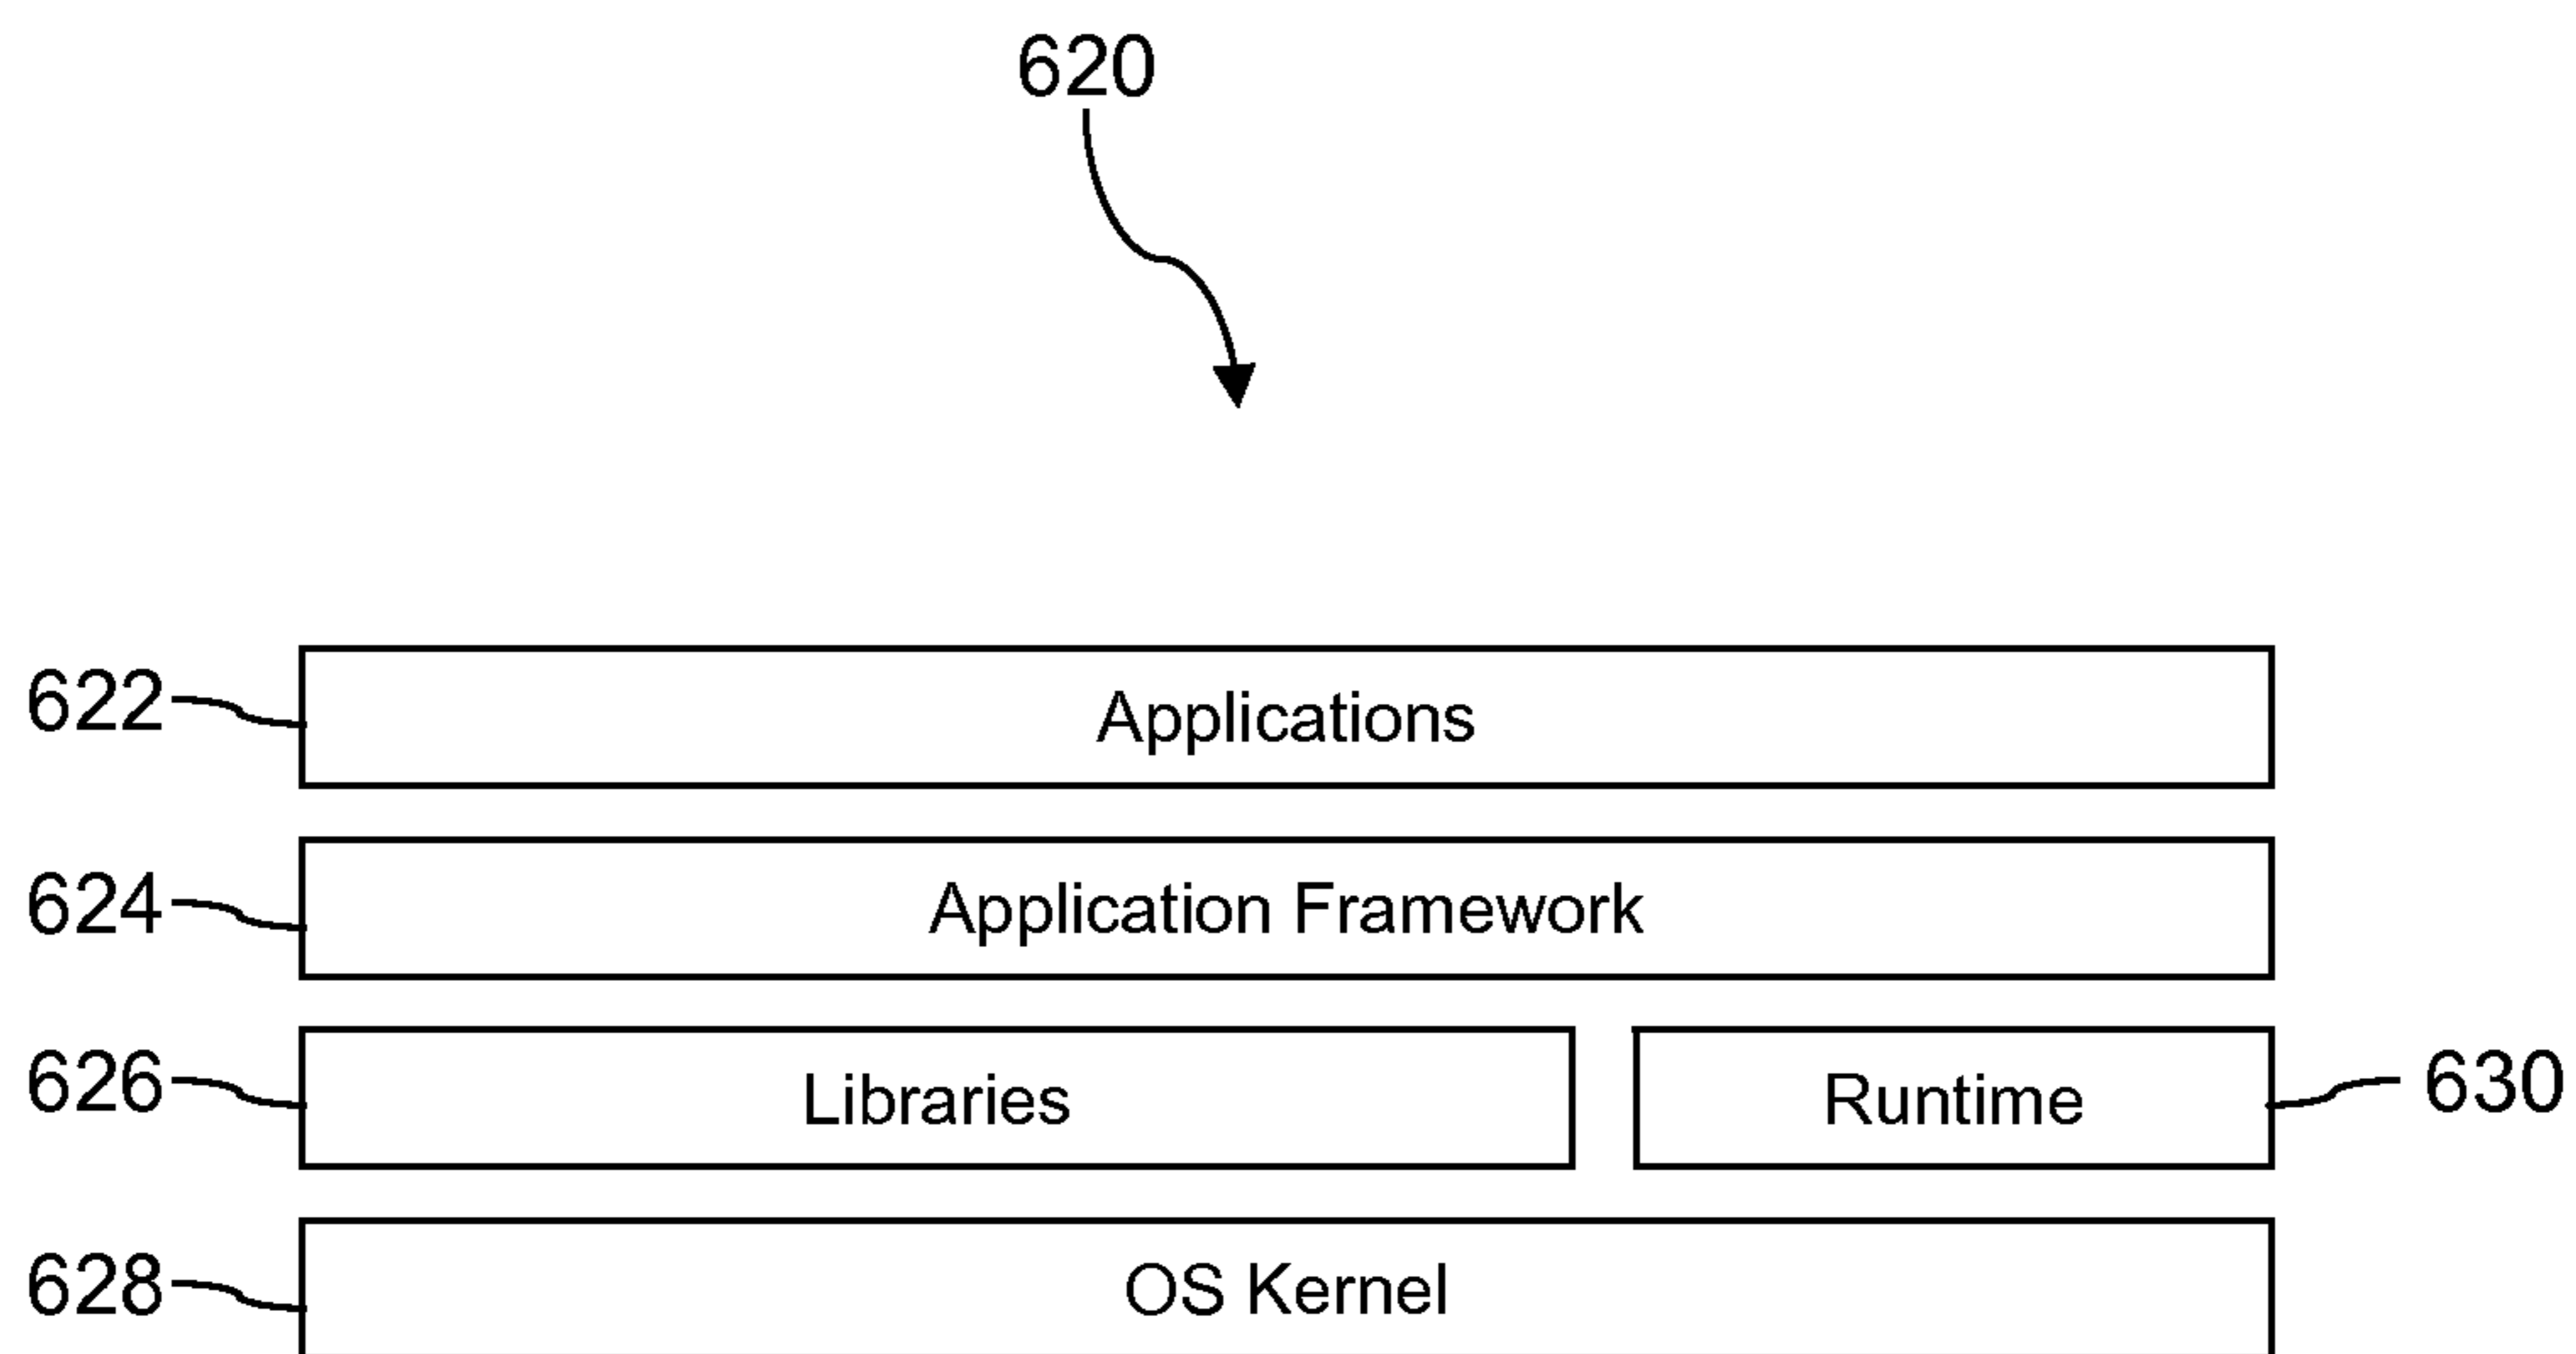 620
622 Applications
624 Application Framework
626 Libraries Runtime 630
628 OS Kernel